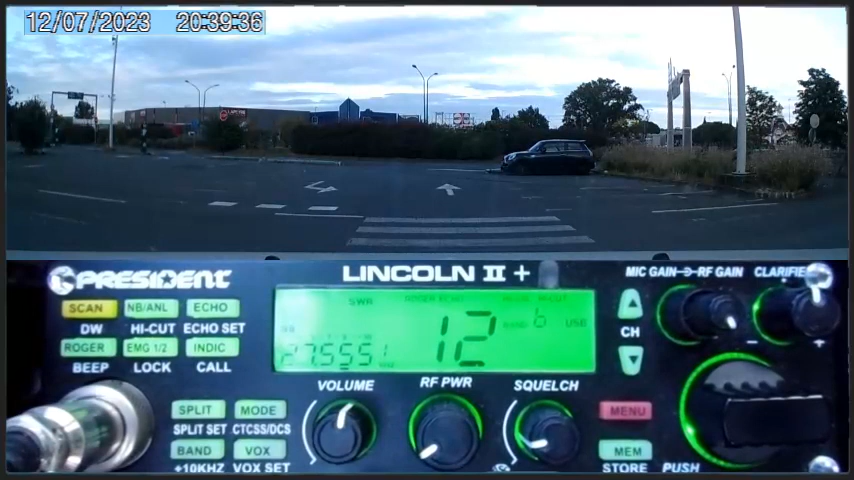 12/07/2023 20:39:36
PRESIDENT
LINCOLN II +
MIC GAIN RF GAIN CLARIFIE
SCAN NB/ANL ECHO
DW HI-CUT ECHO SET
ROGER EMG 1/2 INDIC
BEEP LOCK CALL
SWR
12
BAND 6 USB
27.555
CH
VOLUME RF PWR SQUELCH
SPLIT MODE
SPLIT SET CTCSS/DCS
BAND VOX
+10KHZ VOX SET
MENU
MEM
STORE PUSH
- +